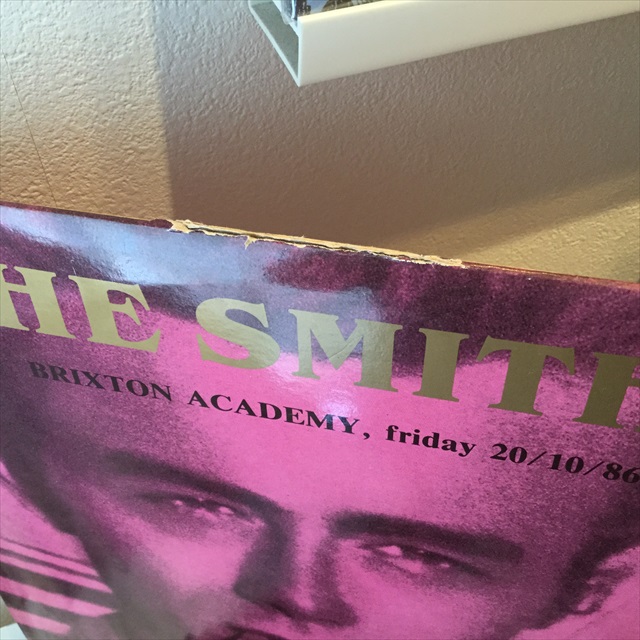 HE SMITH
BRIXTON ACADEMY, friday 20/10/86